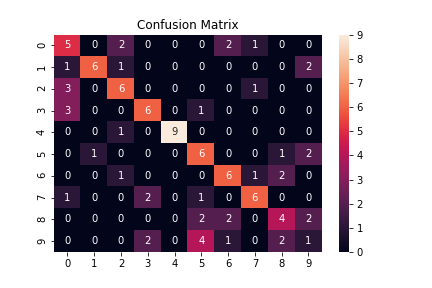 Confusion Matrix
0 5 0 2 0 0 0 2 1 0 0
1 1 6 1 0 0 0 0 0 0 2
2 3 0 6 0 0 0 0 1 0 0
3 3 0 0 6 0 1 0 0 0 0
4 0 0 1 0 9 0 0 0 0 0
5 0 1 0 0 0 6 0 0 1 2
6 0 0 1 0 0 0 6 1 2 0
7 1 0 0 2 0 1 0 6 0 0
8 0 0 0 0 0 2 2 0 4 2
9 0 0 0 2 0 4 1 0 2 1
0 1 2 3 4 5 6 7 8 9
9
8
7
6
5
4
3
2
1
0